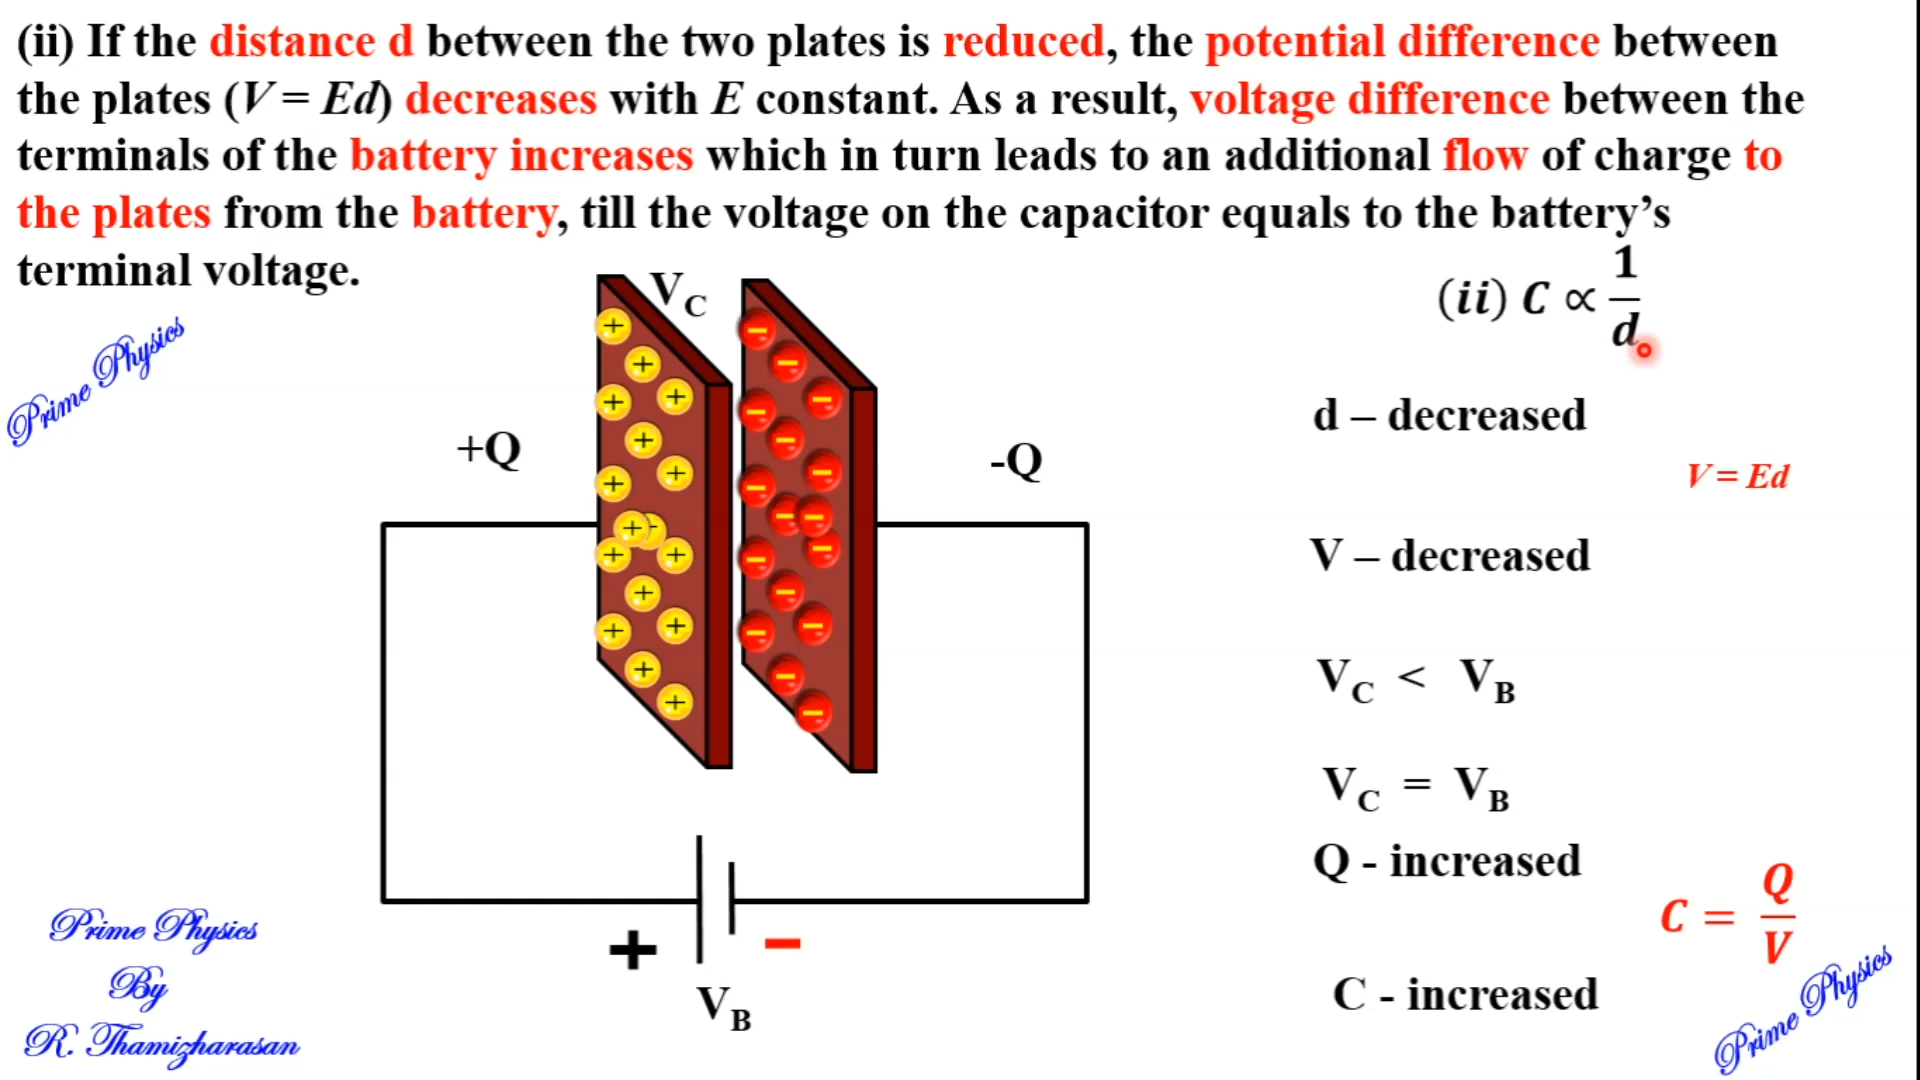 (ii) If the distance d between the two plates is reduced, the potential difference between
the plates (V = Ed) decreases with E constant. As a result, voltage difference between the
terminals of the battery increases which in turn leads to an additional flow of charge to
the plates from the battery, till the voltage on the capacitor equals to the battery’s
terminal voltage.
V_C
(ii) C ∝ 1/d
Prime Physics
d – decreased
+Q
-Q
V = Ed
V – decreased
V_C < V_B
V_C = V_B
Q - increased
C = Q/V
Prime Physics
By
R. Thamizharasan
+
−
V_B
C - increased
Prime Physics